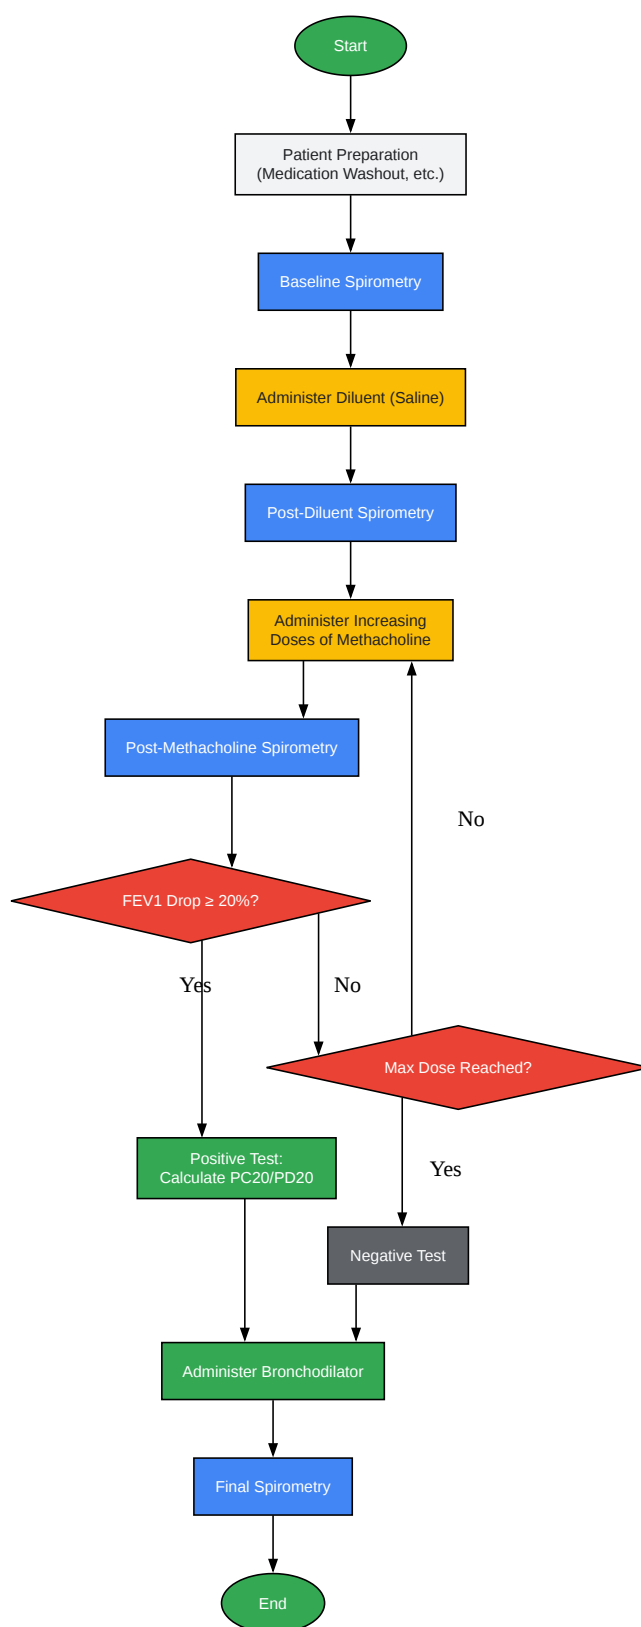 Start
Patient Preparation
(Medication Washout, etc.)
Baseline Spirometry
Administer Diluent (Saline)
Post-Diluent Spirometry
Administer Increasing
Doses of Methacholine
Post-Methacholine Spirometry
No
FEV1 Drop ≥ 20%?
Yes
No
Max Dose Reached?
Positive Test:
Calculate PC20/PD20
Yes
Negative Test
Administer Bronchodilator
Final Spirometry
End